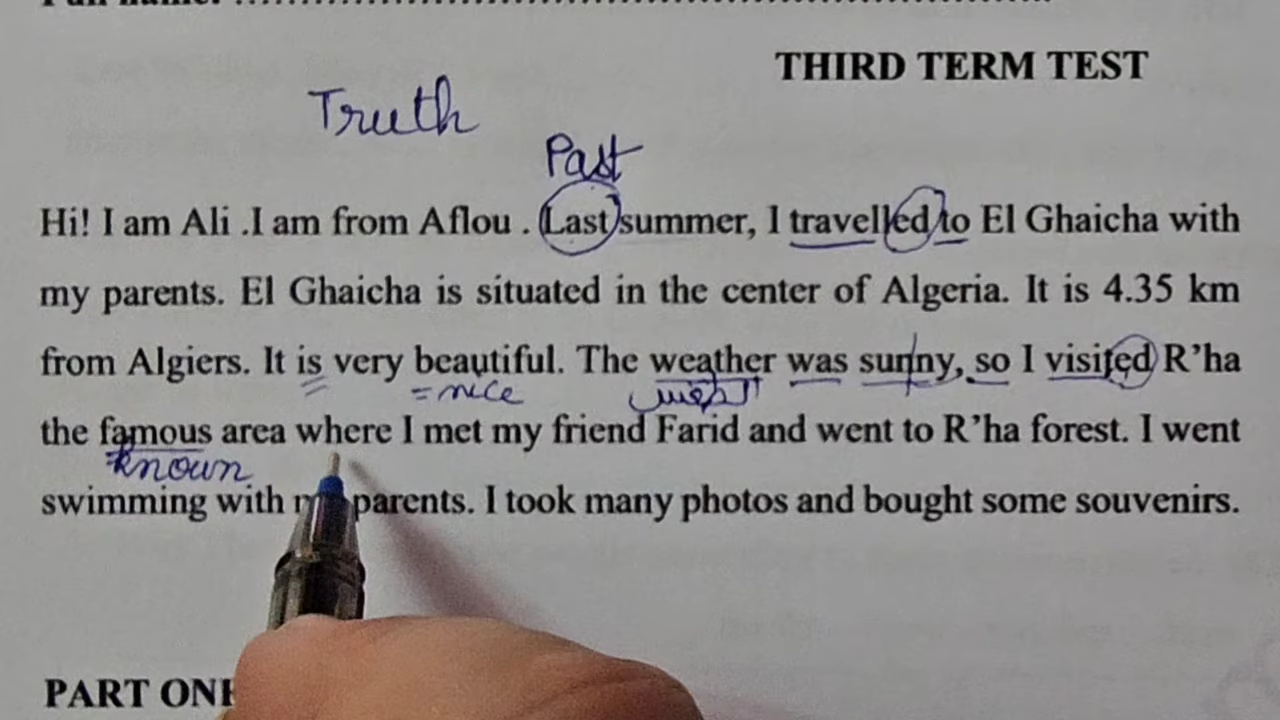 THIRD TERM TEST
Truth
Past
Hi! I am Ali .I am from Aflou . Last summer, I travelled to El Ghaicha with
my parents. El Ghaicha is situated in the center of Algeria. It is 4.35 km
from Algiers. It is very beautiful. The weather was sunny, so I visited R'ha
=nice الطقس
the famous area where I met my friend Farid and went to R'ha forest. I went
known
swimming with parents. I took many photos and bought some souvenirs.
PART ONE